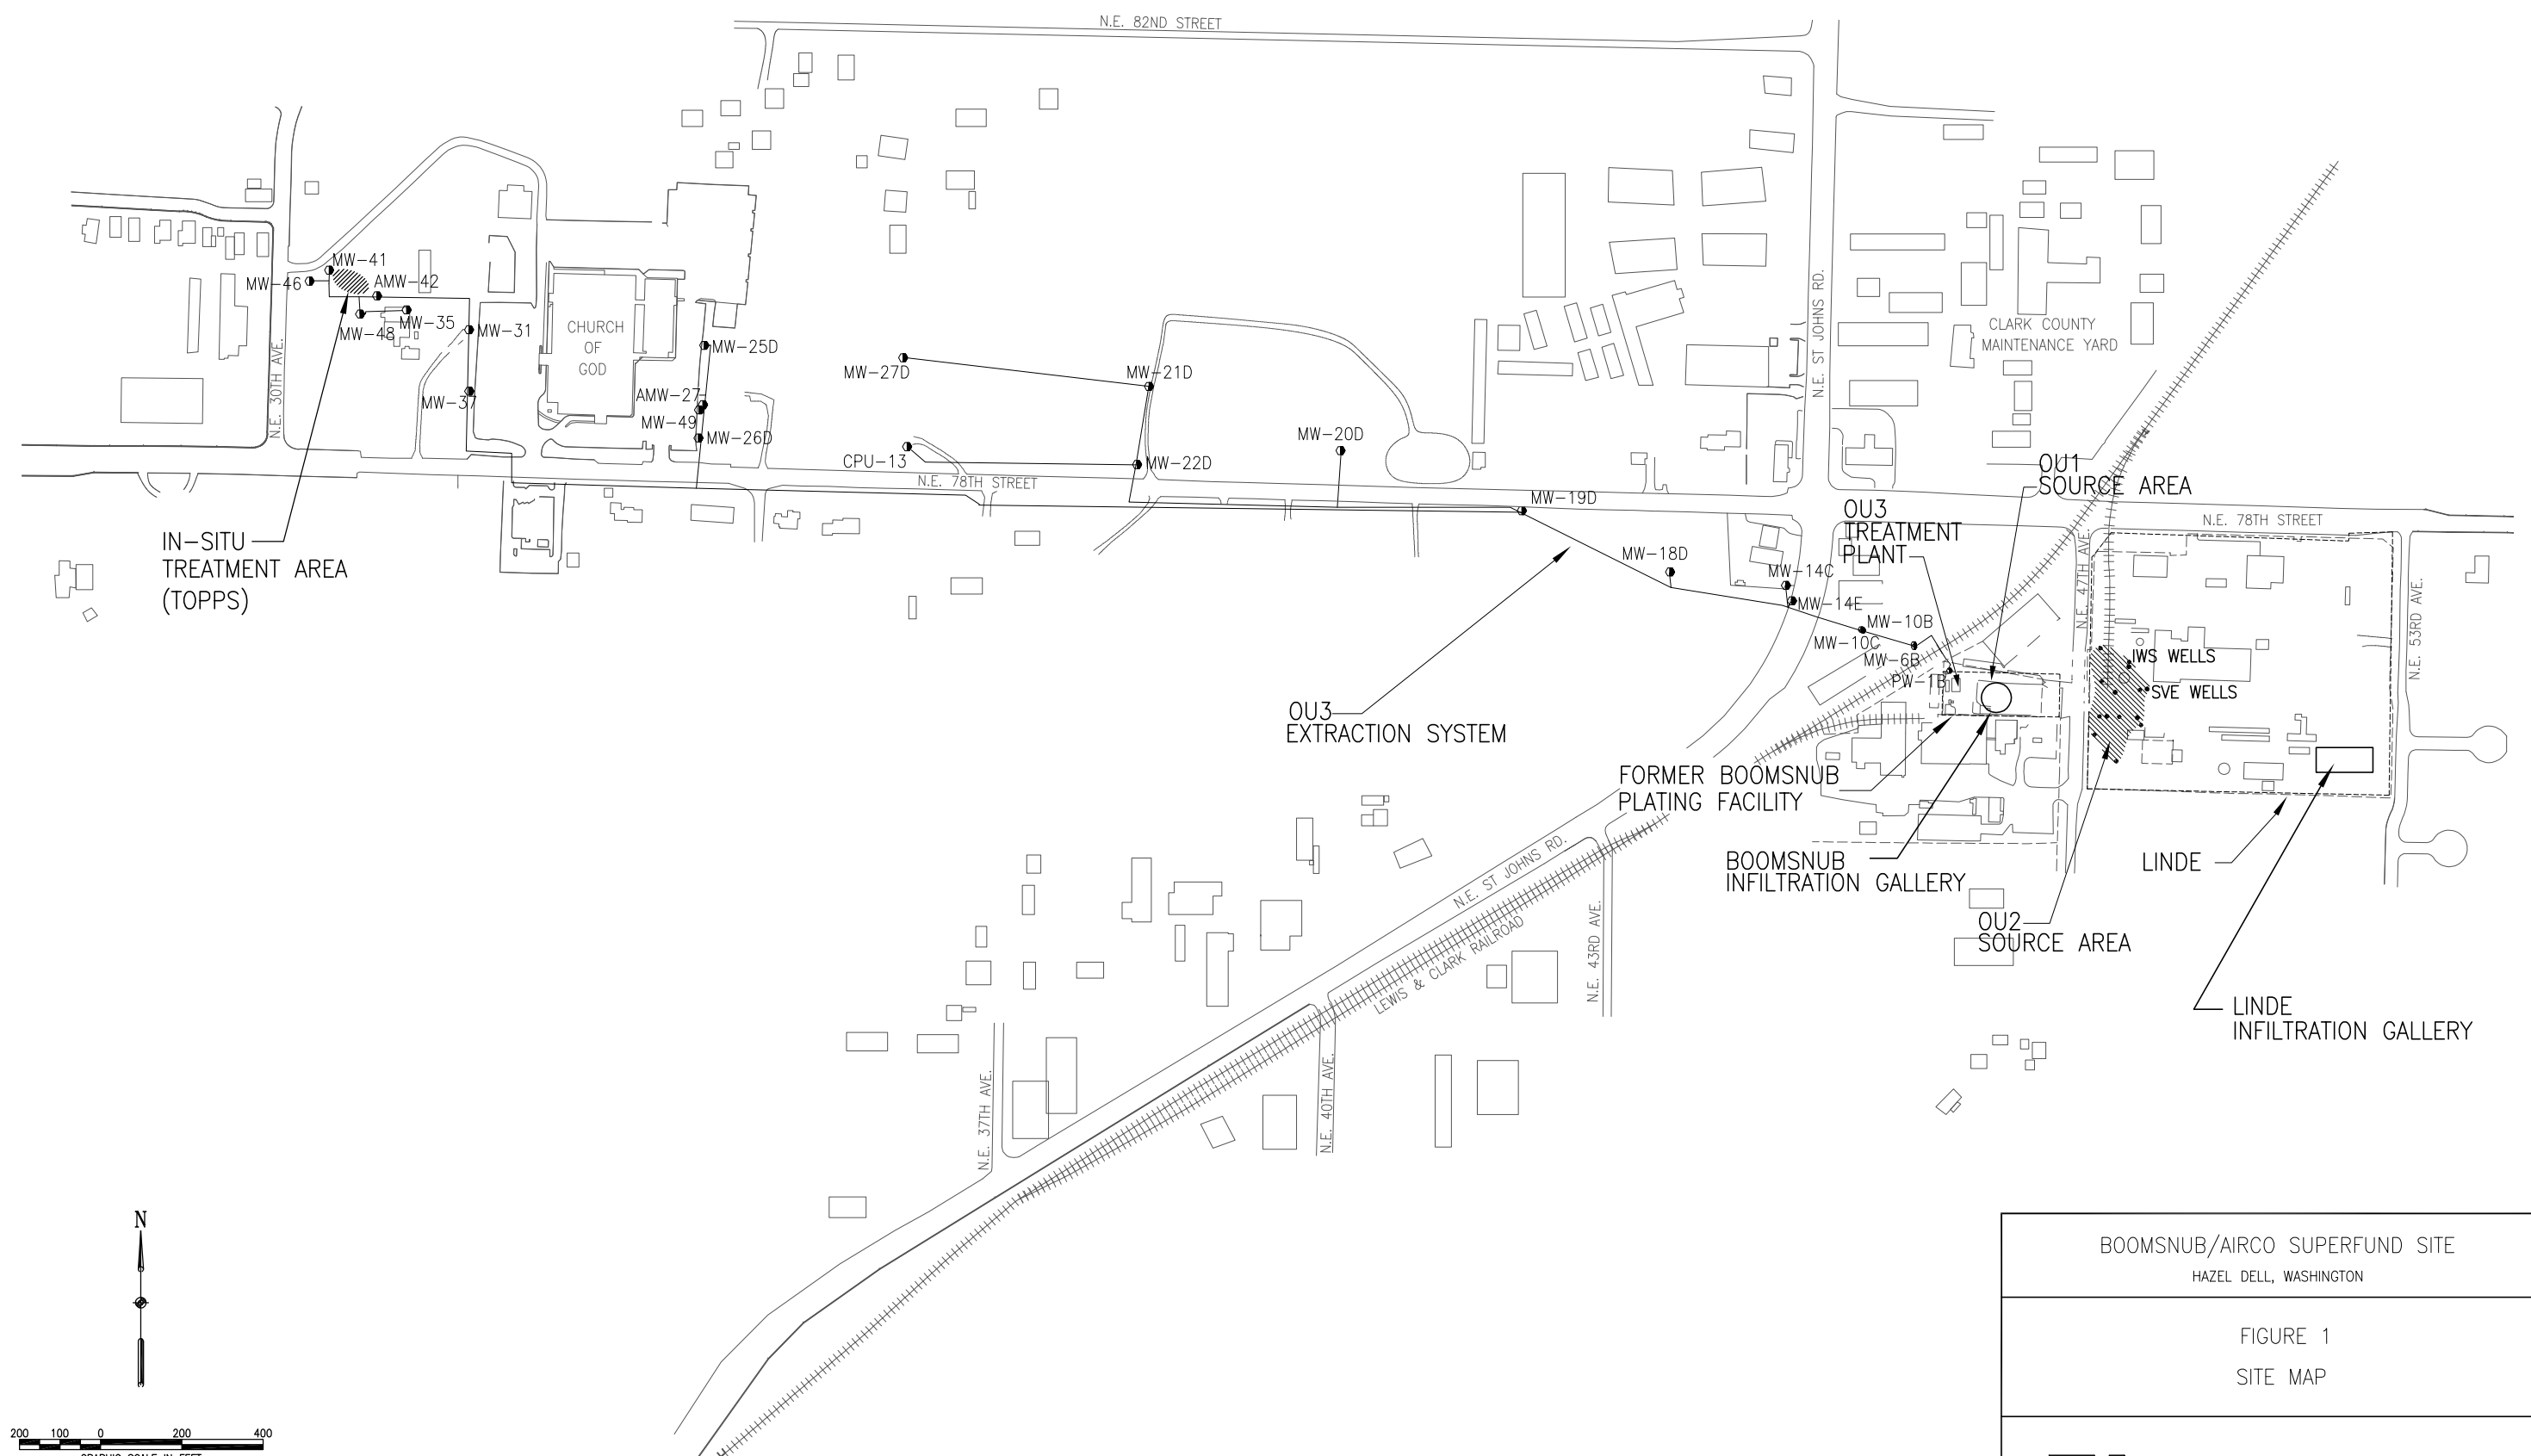 N.E. 82ND STREET
MW-41
MW-46
AMW-42
MW-48
MW-35
MW-31
MW-37
N.E. 30TH AVE.
CHURCH
OF
GOD
MW-25D
AMW-27
MW-49
MW-26D
MW-27D
MW-21D
CPU-13
MW-22D
MW-20D
N.E. 78TH STREET
MW-19D
N.E. ST JOHNS RD.
CLARK COUNTY
MAINTENANCE YARD
OU1
SOURCE AREA
OU3
TREATMENT
PLANT
N.E. 78TH STREET
IN-SITU
TREATMENT AREA
(TOPPS)
MW-18D
MW-14C
MW-14E
MW-10B
MW-10C
MW-6B
PW-1B
N.E. 47TH AVE.
N.E. 53RD AVE.
IWS WELLS
SVE WELLS
OU3
EXTRACTION SYSTEM
FORMER BOOMSNUB
PLATING FACILITY
BOOMSNUB
INFILTRATION GALLERY
LINDE
OU2
SOURCE AREA
LINDE
INFILTRATION GALLERY
N.E. ST JOHNS RD.
LEWIS & CLARK RAILROAD
N.E. 43RD AVE.
N.E. 40TH AVE.
N.E. 37TH AVE.
N
200 100 0 200 400
BOOMSNUB/AIRCO SUPERFUND SITE
HAZEL DELL, WASHINGTON
FIGURE 1
SITE MAP